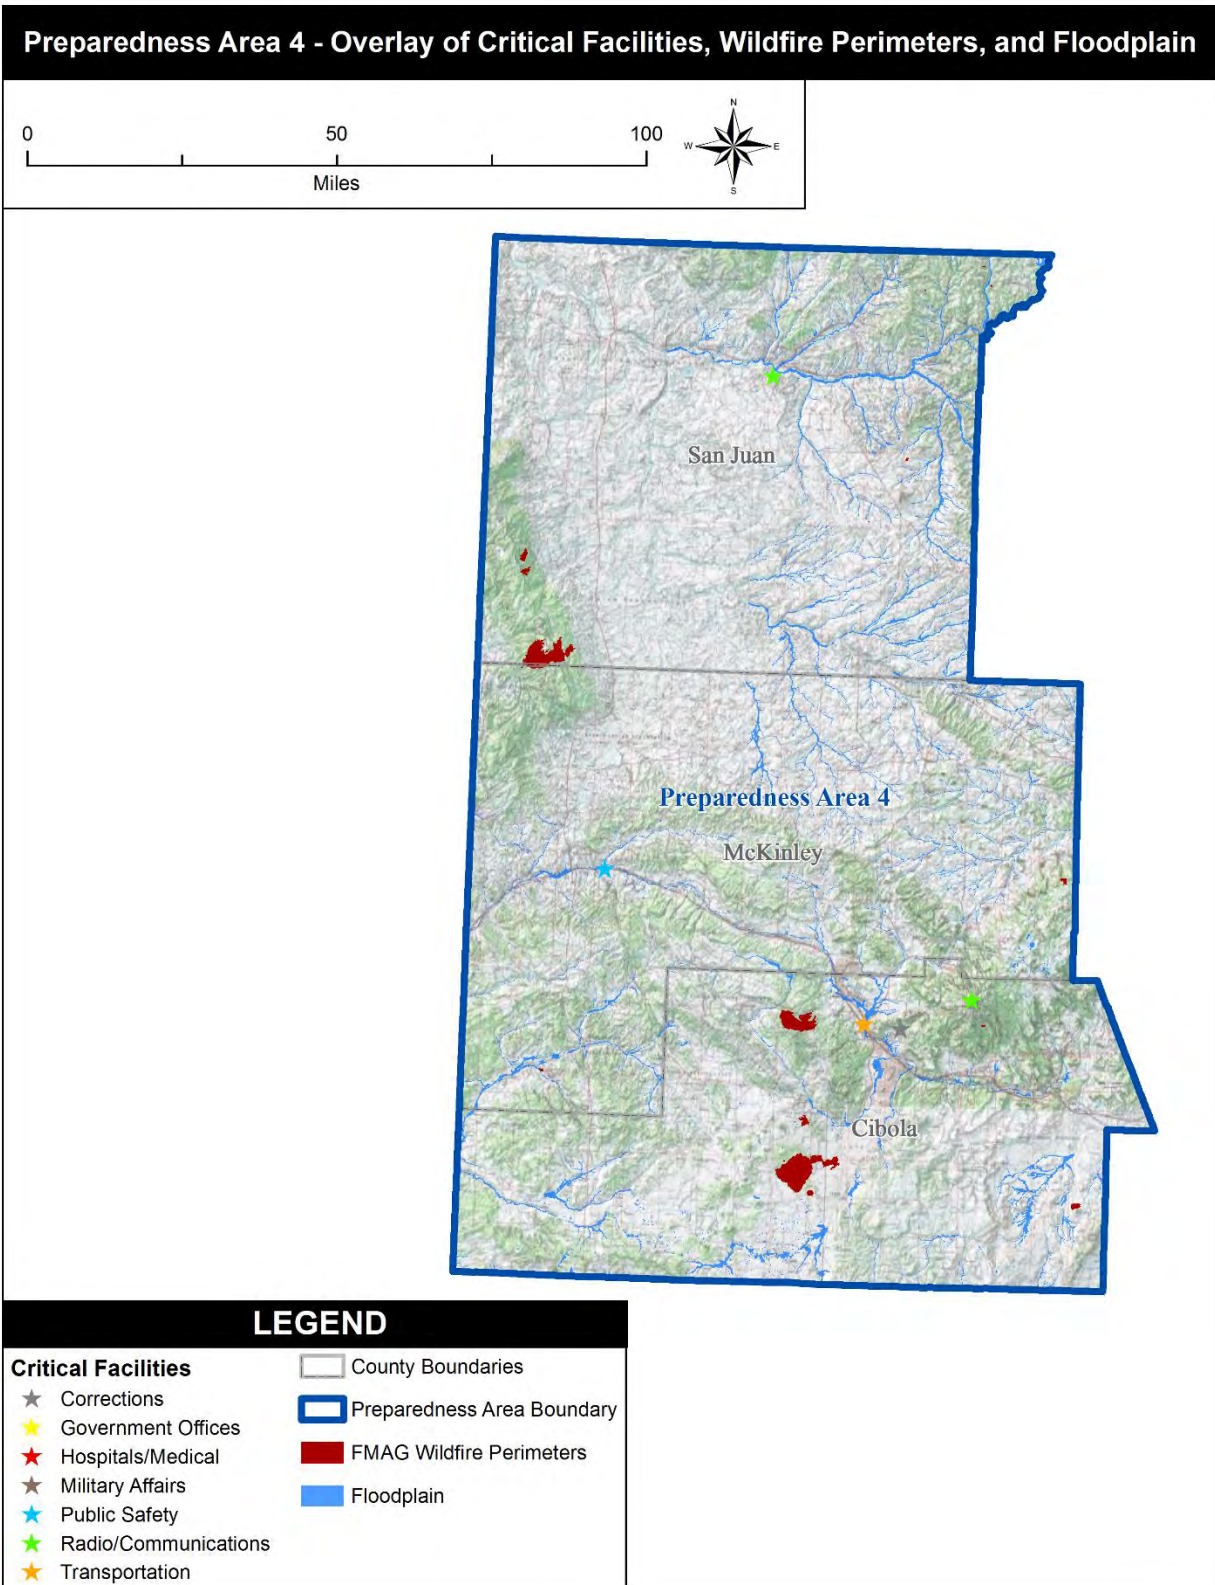 Preparedness Area 4 - Overlay of Critical Facilities, Wildfire Perimeters, and Floodplain
0 50 100
Miles
N
W E
S
San Juan
Preparedness Area 4
McKinley
Cibola
LEGEND
Critical Facilities
Corrections
Government Offices
Hospitals/Medical
Military Affairs
Public Safety
Radio/Communications
Transportation
County Boundaries
Preparedness Area Boundary
FMAG Wildfire Perimeters
Floodplain